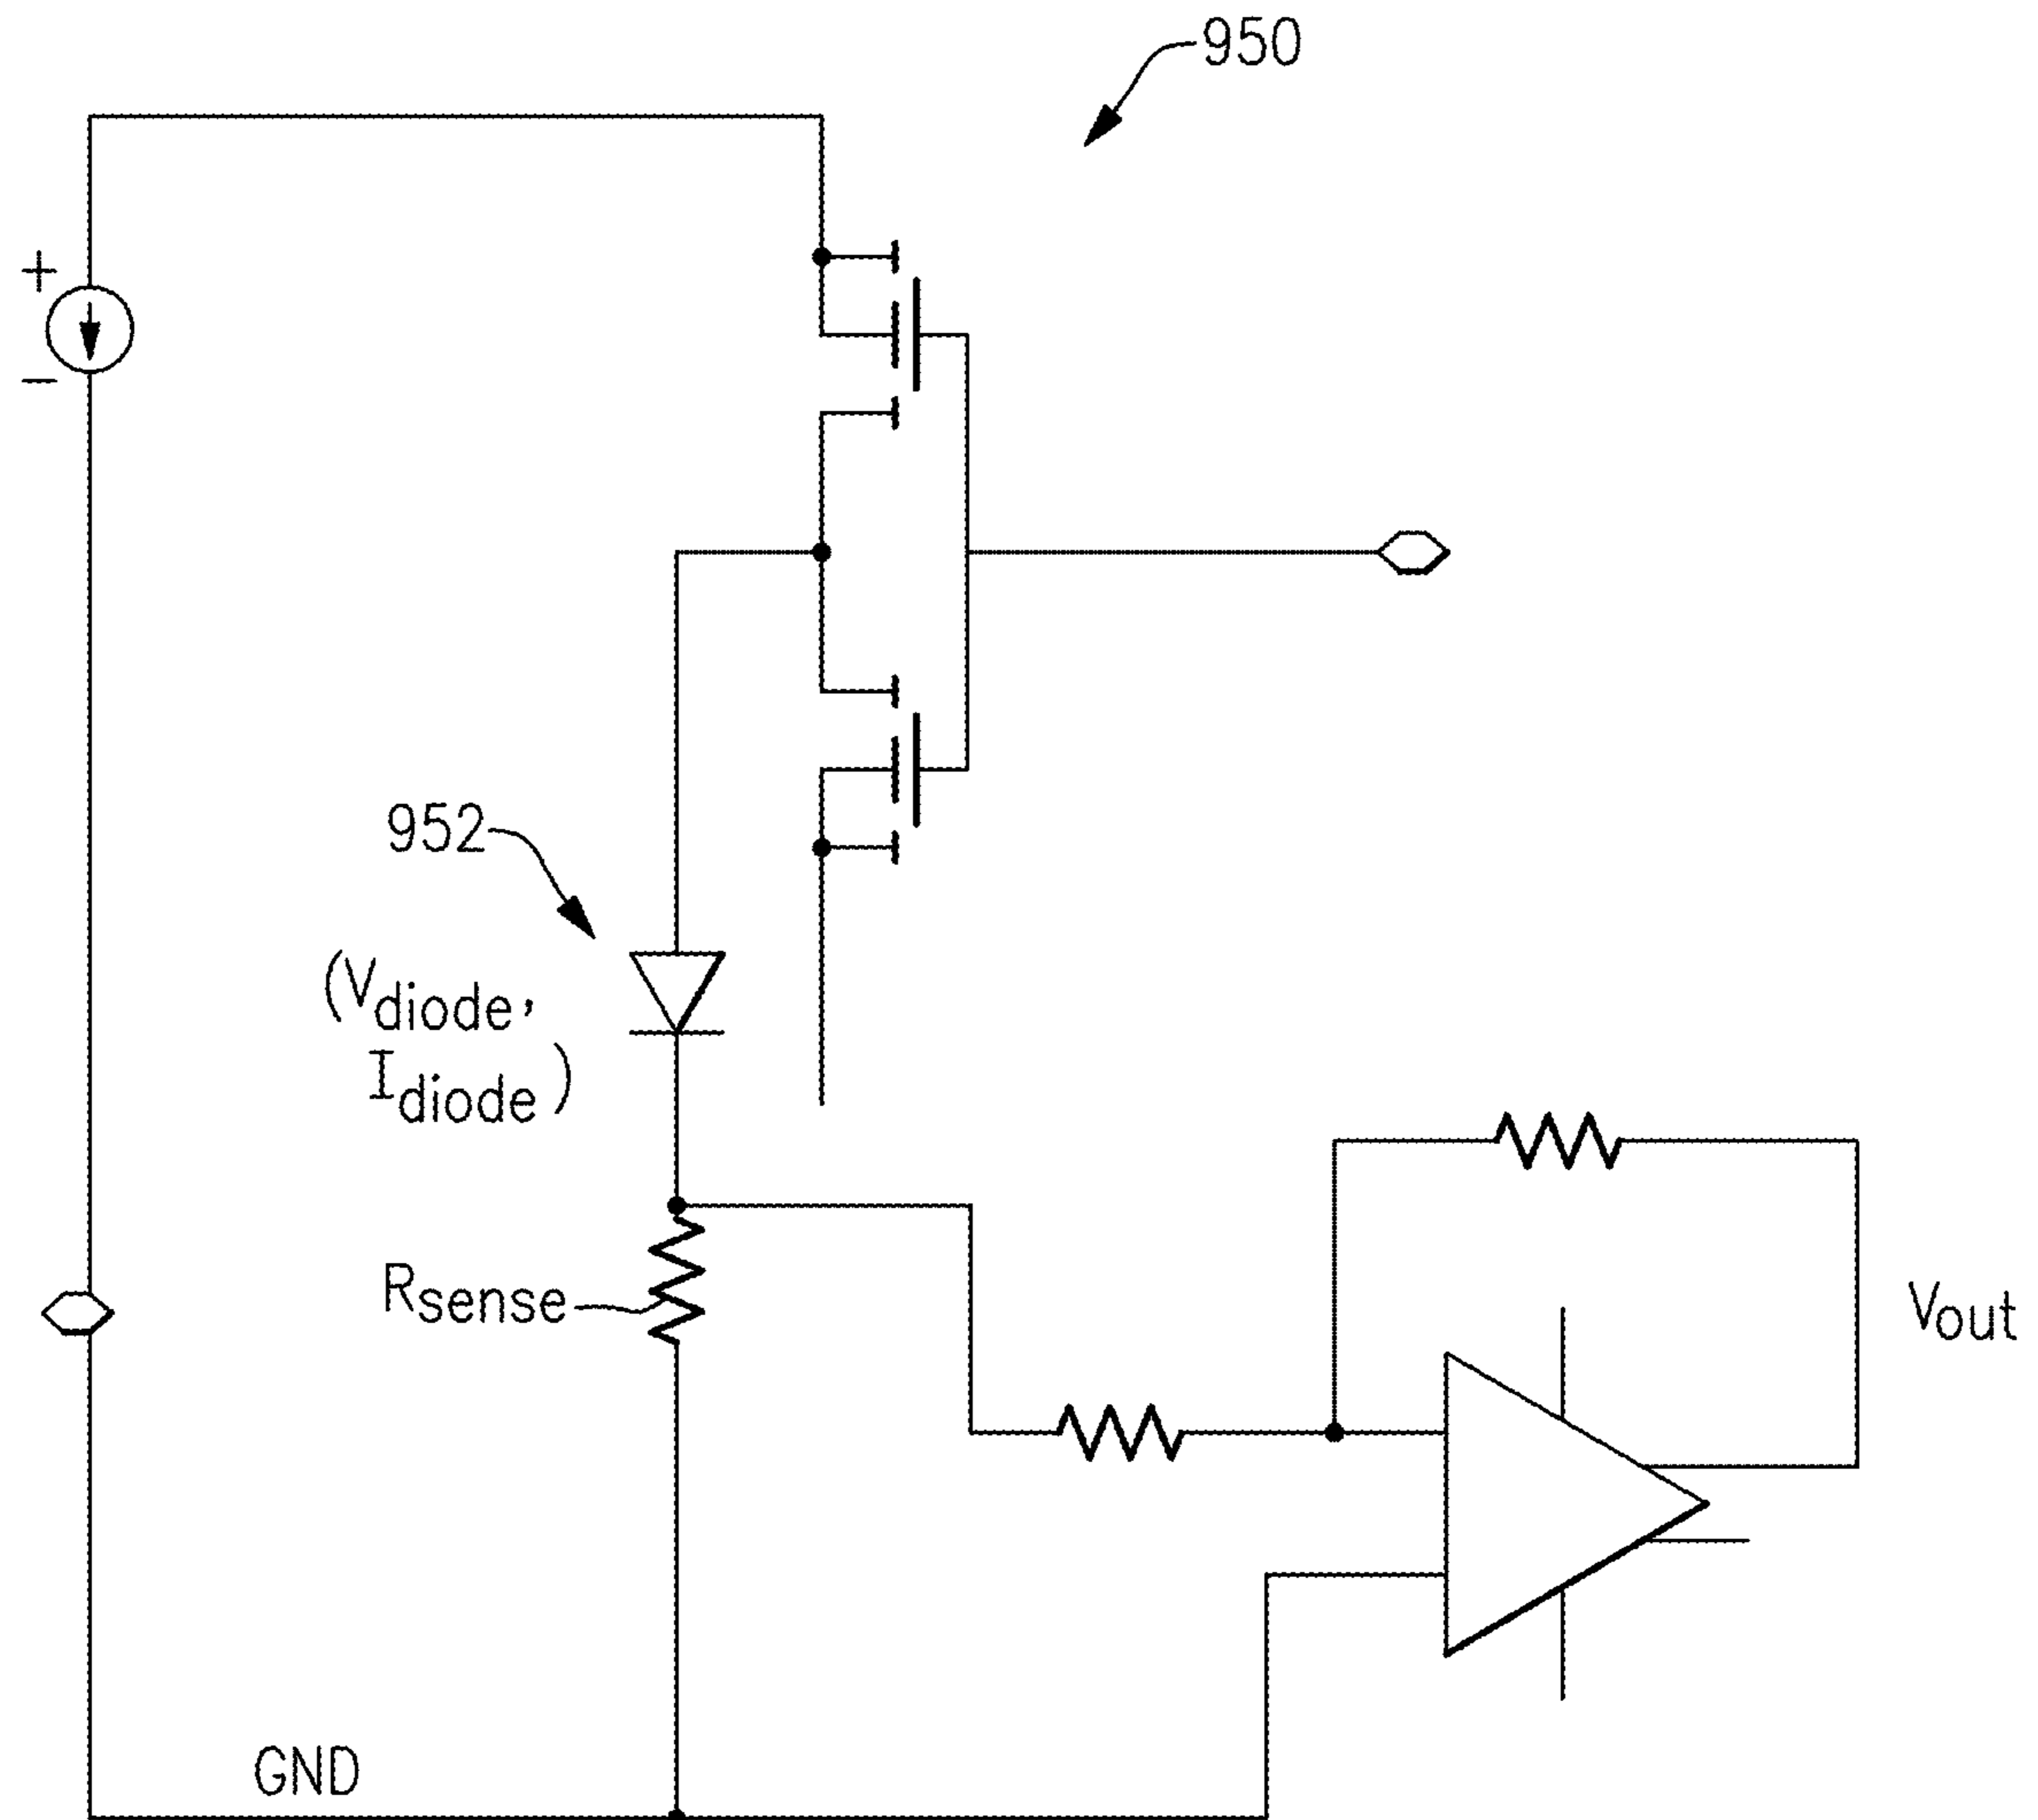 950
+
−
952
(Vdiode,
Idiode)
Rsense
Vout
GND